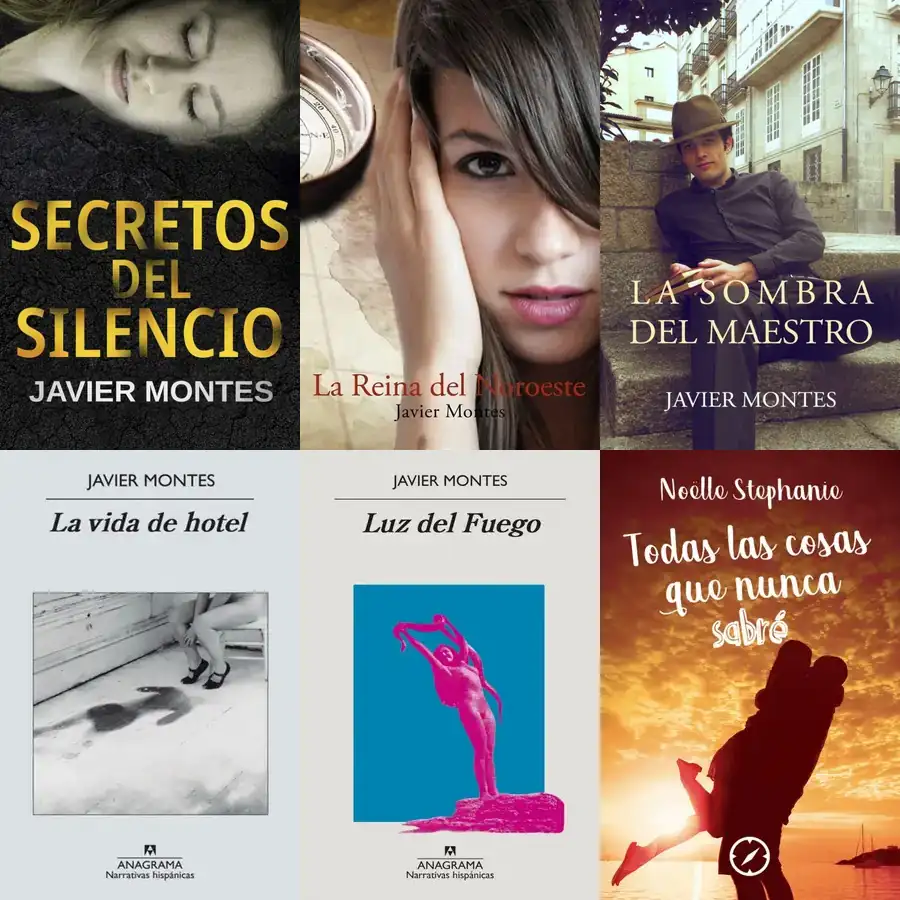 SECRETOS
DEL
SILENCIO
JAVIER MONTES
La Reina del Noroeste
Javier Montes
LA SOMBRA
DEL MAESTRO
JAVIER MONTES
JAVIER MONTES
La vida de hotel
ANAGRAMA
Narrativas hispánicas
JAVIER MONTES
Luz del Fuego
ANAGRAMA
Narrativas hispánicas
Noëlle Stephanie
Todas las cosas
que nunca
sabré